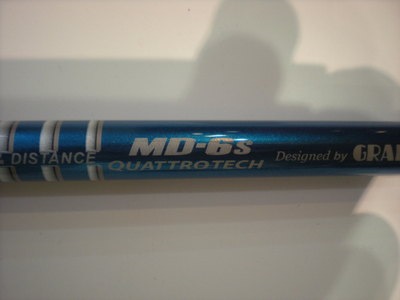 & DISTANCE
MD-6s
QUATTROTECH
Designed by